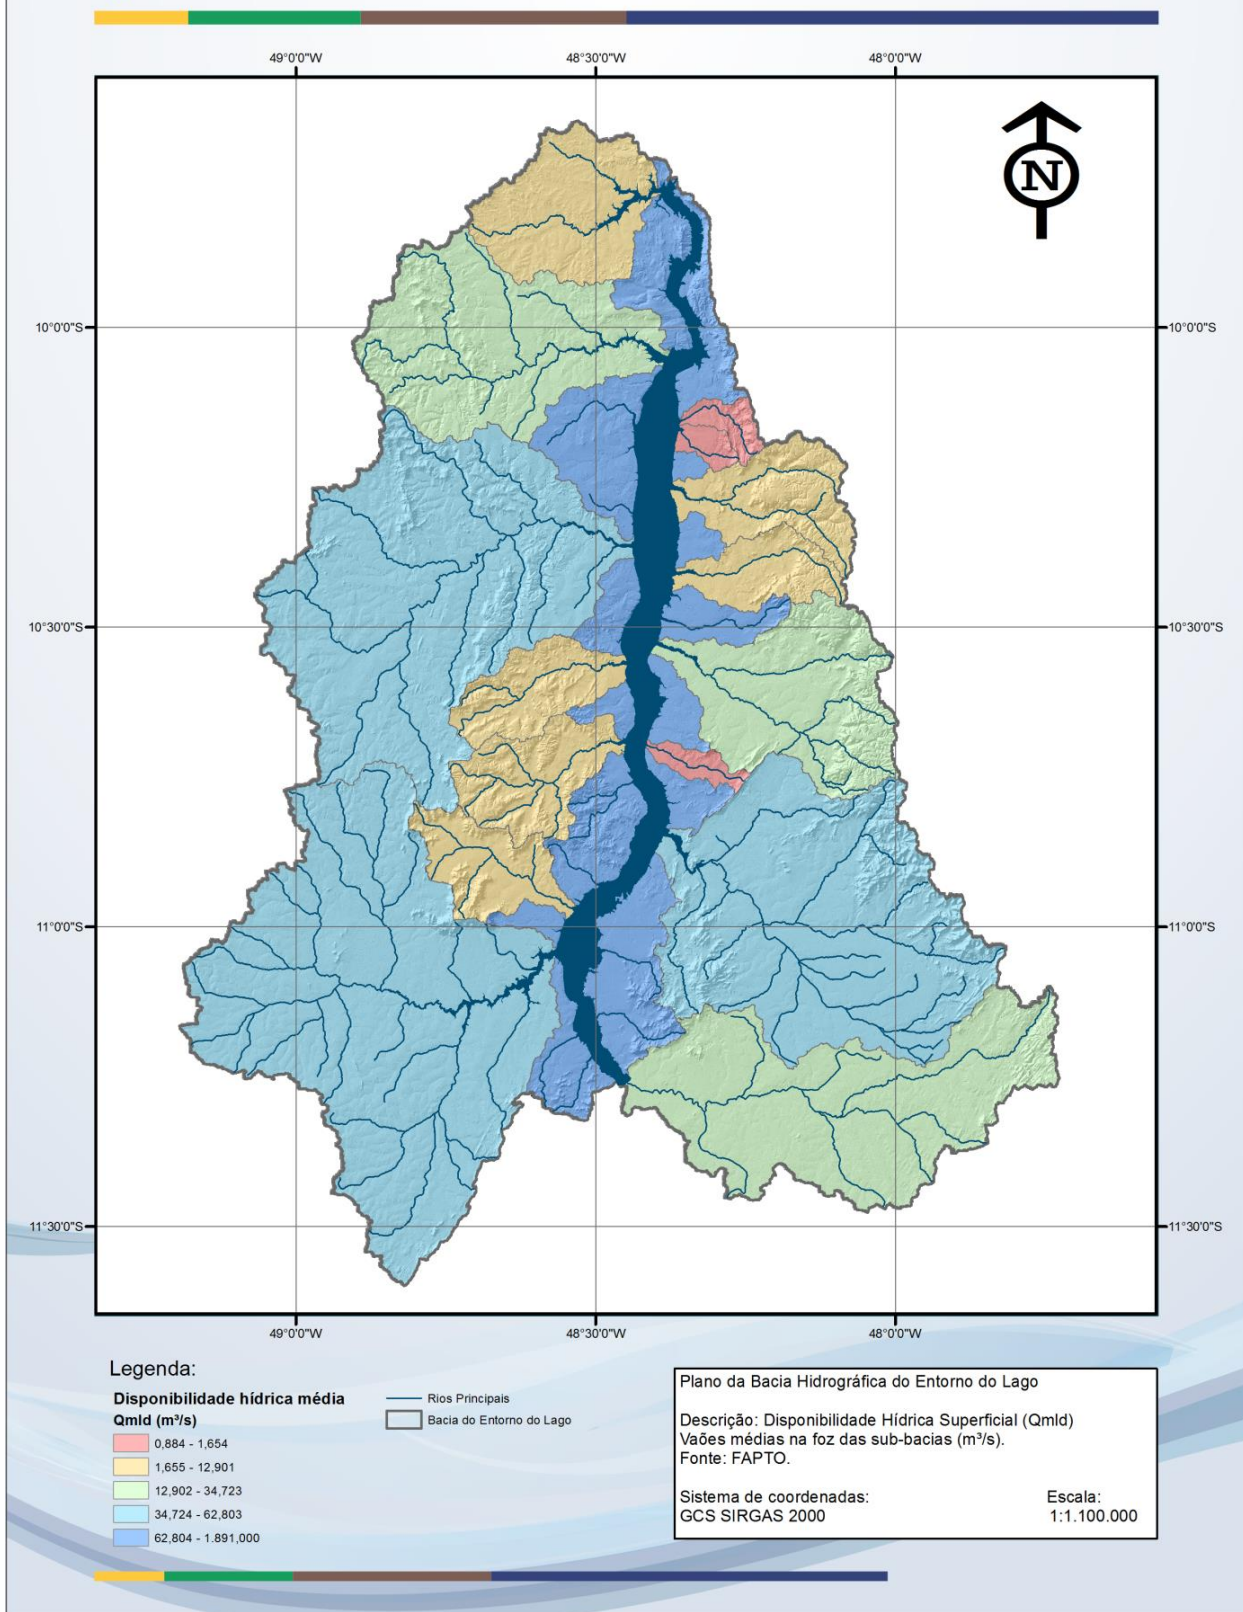 49°0'0"W 48°30'0"W 48°0'0"W
N
10°0'0"S 10°0'0"S
10°30'0"S 10°30'0"S
11°0'0"S 11°0'0"S
11°30'0"S 11°30'0"S
49°0'0"W 48°30'0"W 48°0'0"W
Legenda:
Disponibilidade hídrica média
Qmld (m³/s)
0,884 - 1,654
1,655 - 12,901
12,902 - 34,723
34,724 - 62,803
62,804 - 1.891,000
Rios Principais
Bacia do Entorno do Lago
Plano da Bacia Hidrográfica do Entorno do Lago
Descrição: Disponibilidade Hídrica Superficial (Qmld)
Vaões médias na foz das sub-bacias (m³/s).
Fonte: FAPTO.
Sistema de coordenadas: Escala:
GCS SIRGAS 2000 1:1.100.000